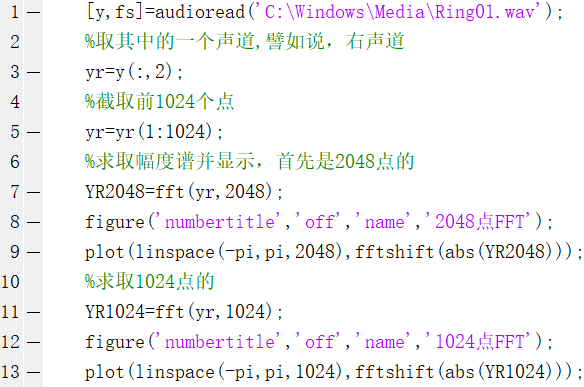 1 — [y,fs]=audioread('C:\Windows\Media\Ring01.wav');
2 %取其中的一个声道,譬如说，右声道
3 — yr=y(:,2);
4 %截取前1024个点
5 — yr=yr(1:1024);
6 %求取幅度谱并显示，首先是2048点的
7 — YR2048=fft(yr,2048);
8 — figure('numbertitle','off','name','2048点FFT');
9 — plot(linspace(-pi,pi,2048),fftshift(abs(YR2048)));
10 %求取1024点的
11 — YR1024=fft(yr,1024);
12 — figure('numbertitle','off','name','1024点FFT');
13 — plot(linspace(-pi,pi,1024),fftshift(abs(YR1024)));